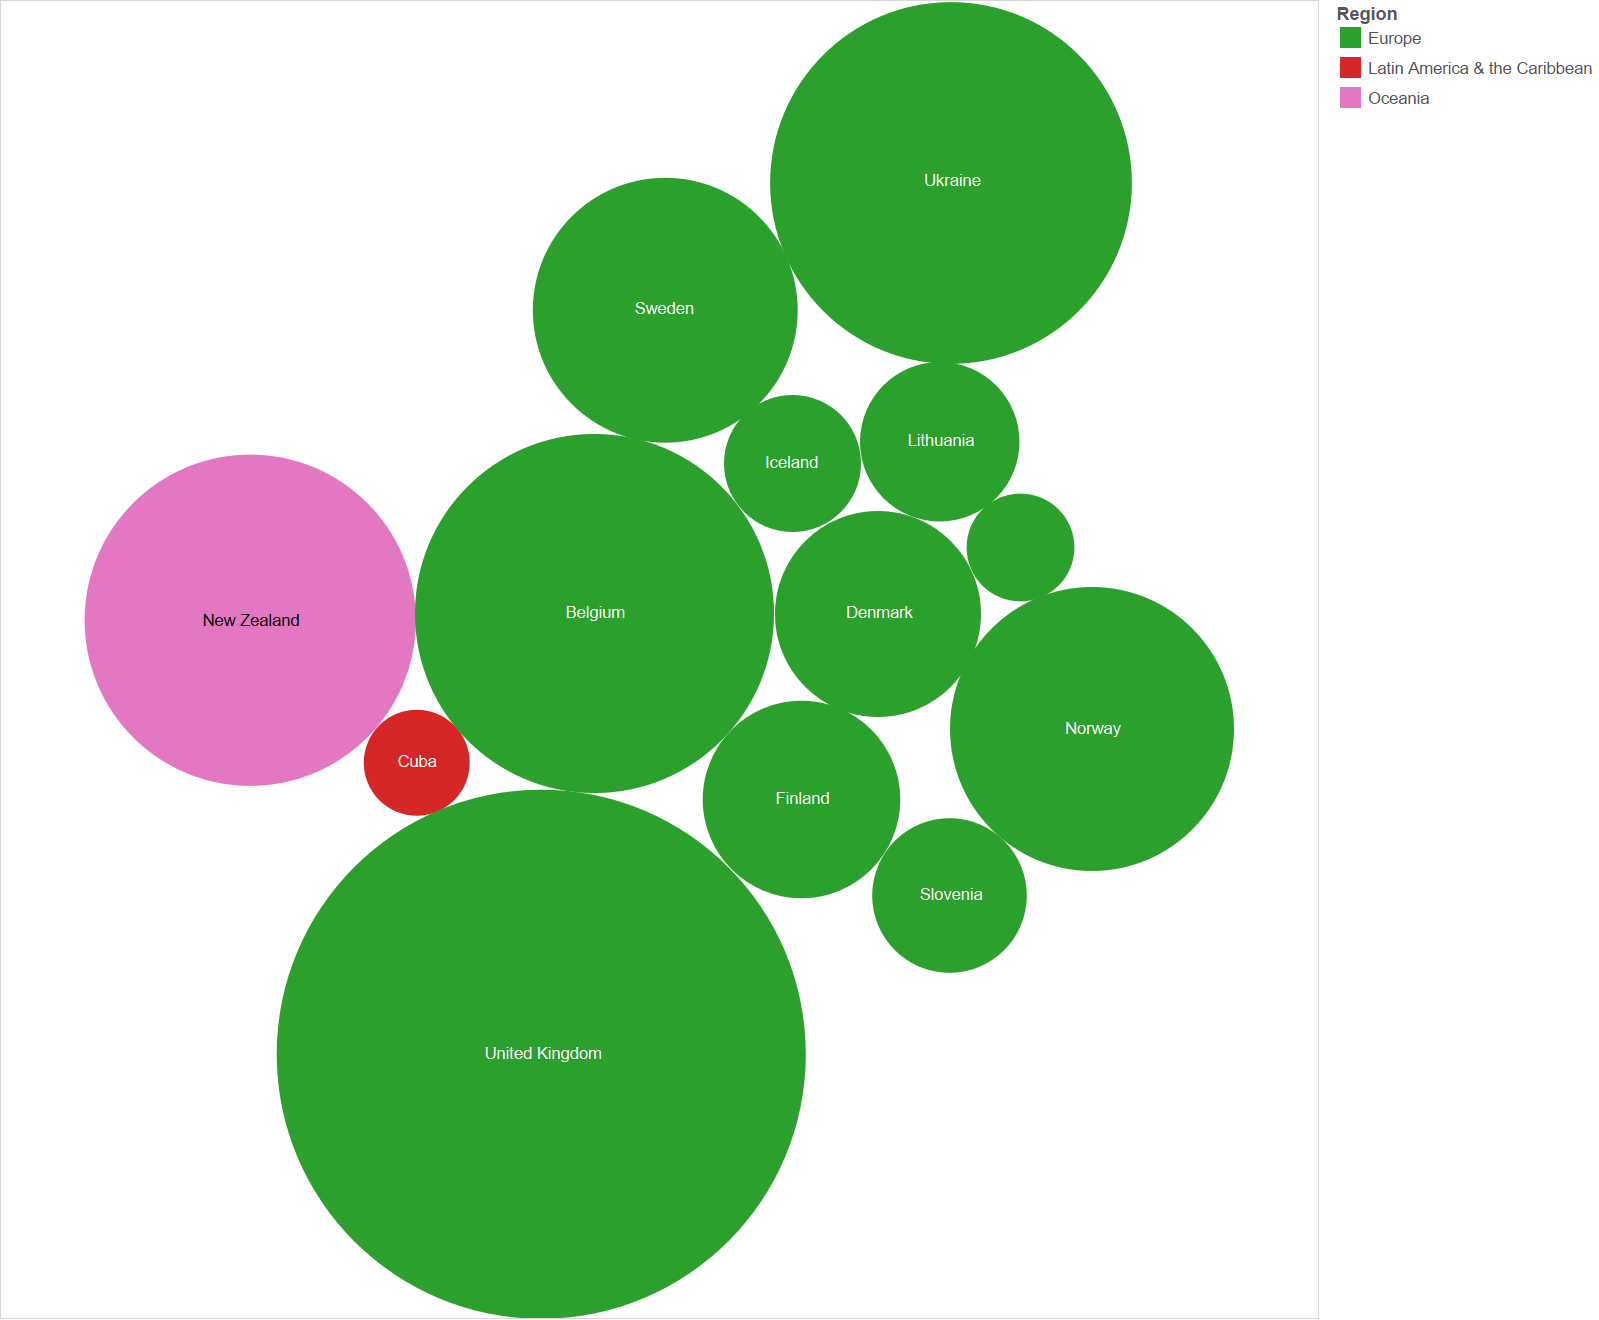 Region
Europe
Latin America & the Caribbean
Oceania
Ukraine
Sweden
Lithuania
Iceland
New Zealand
Belgium
Denmark
Norway
Cuba
Finland
Slovenia
United Kingdom